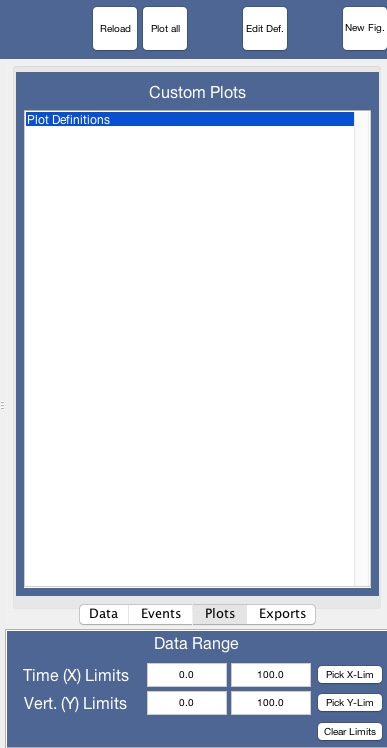 Reload Plot all Edit Def. New Fig.
Custom Plots
Plot Definitions
Data Events Plots Exports
Data Range
Time (X) Limits 0.0 100.0 Pick X-Lim
Vert. (Y) Limits 0.0 100.0 Pick Y-Lim
Clear Limits